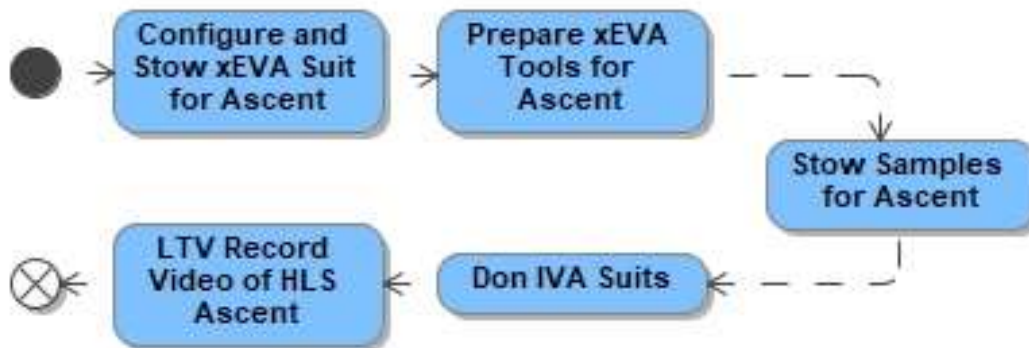 Configure and
Stow xEVA Suit
for Ascent
Prepare xEVA
Tools for
Ascent
Stow Samples
for Ascent
Don IVA Suits
LTV Record
Video of HLS
Ascent